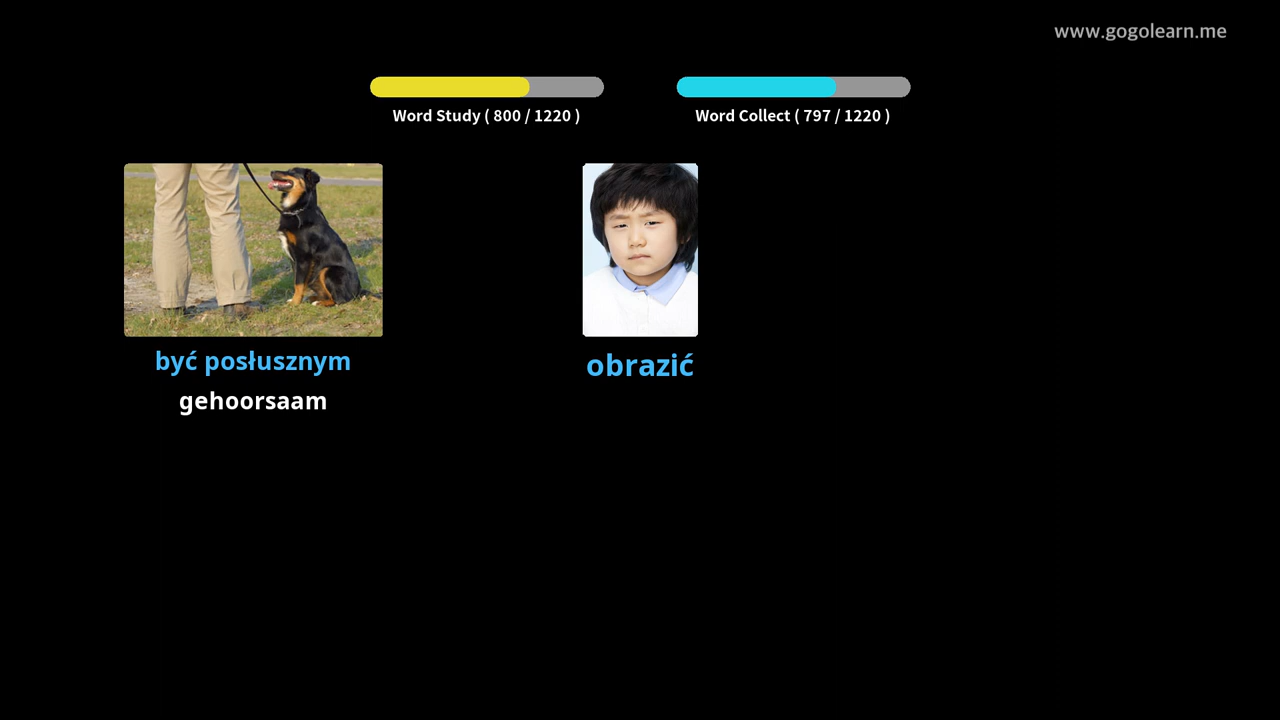 www.gogolearn.me
Word Study ( 800 / 1220 )
Word Collect ( 797 / 1220 )
być posłusznym
gehoorsaam
obrazić